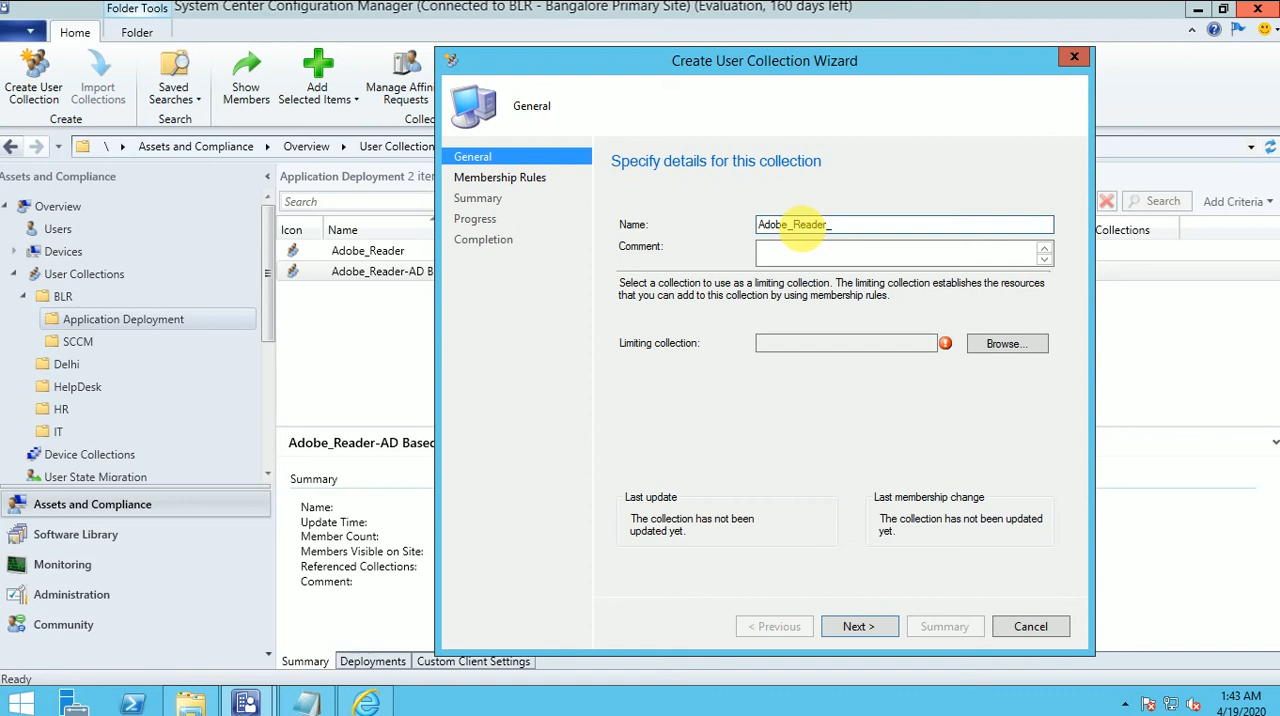 Folder Tools
System Center Configuration Manager (Connected to BLR - Bangalore Primary Site) (Evaluation, 160 days left)
Home
Folder
Create User
Collection
Import
Collections
Saved
Searches
Show
Members
Add
Selected Items
Manage Affin
Requests
Create
Search
Collec
\ Assets and Compliance Overview User Collection
Assets and Compliance
Overview
Users
Devices
User Collections
BLR
Application Deployment
SCCM
Delhi
HelpDesk
HR
IT
Device Collections
User State Migration
Assets and Compliance
Software Library
Monitoring
Administration
Community
Application Deployment 2 iter
Search
Search
Add Criteria
Icon
Name
Collections
Adobe_Reader
Adobe_Reader-AD B
Adobe_Reader-AD Based
Summary
Name:
Update Time:
Member Count:
Members Visible on Site:
Referenced Collections:
Comment:
Summary
Deployments
Custom Client Settings
Create User Collection Wizard
General
General
Membership Rules
Summary
Progress
Completion
Specify details for this collection
Name:
Adobe_Reader_
Comment:
Select a collection to use as a limiting collection. The limiting collection establishes the resources
that you can add to this collection by using membership rules.
Limiting collection:
Browse...
Last update
The collection has not been
updated yet.
Last membership change
The collection has not been updated
yet.
< Previous
Next >
Summary
Cancel
Ready
1:43 AM
4/19/2020